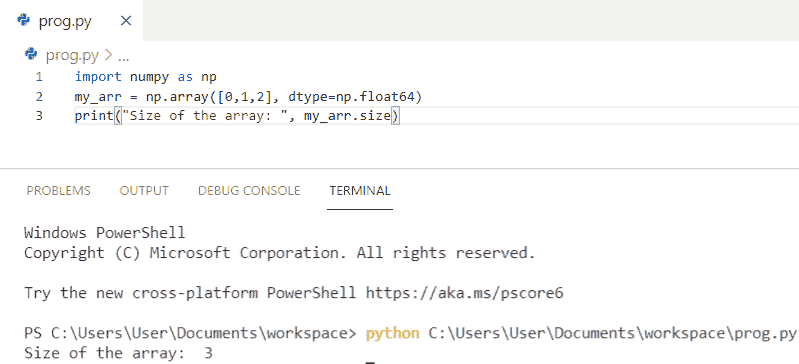 prog.py ×
prog.py > ...
1 import numpy as np
2 my_arr = np.array([0,1,2], dtype=np.float64)
3 print("Size of the array: ", my_arr.size)
PROBLEMS OUTPUT DEBUG CONSOLE TERMINAL
Windows PowerShell
Copyright (C) Microsoft Corporation. All rights reserved.
Try the new cross-platform PowerShell https://aka.ms/pscore6
PS C:\Users\User\Documents\workspace> python C:\Users\User\Documents\workspace\prog.py
Size of the array:  3